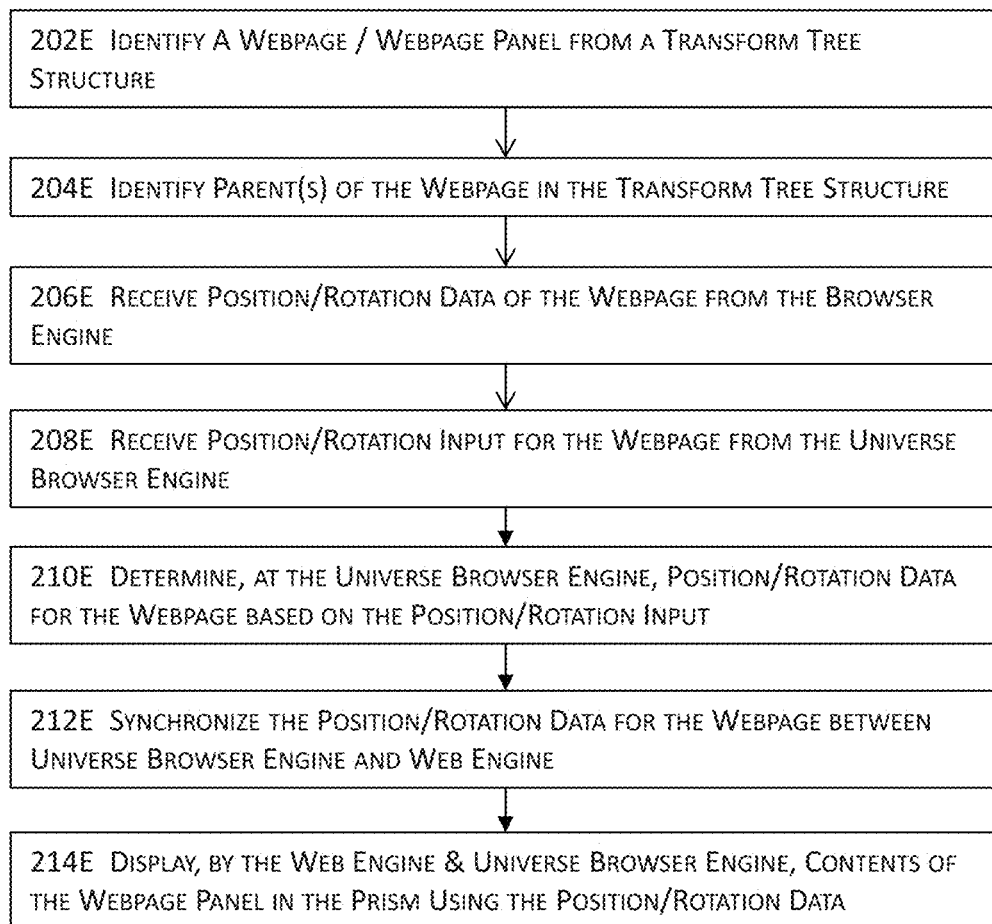 202E IDENTIFY A WEBPAGE / WEBPAGE PANEL FROM A TRANSFORM TREE
STRUCTURE
204E IDENTIFY PARENT(S) OF THE WEBPAGE IN THE TRANSFORM TREE STRUCTURE
206E RECEIVE POSITION/ROTATION DATA OF THE WEBPAGE FROM THE BROWSER
ENGINE
208E RECEIVE POSITION/ROTATION INPUT FOR THE WEBPAGE FROM THE UNIVERSE
BROWSER ENGINE
210E DETERMINE, AT THE UNIVERSE BROWSER ENGINE, POSITION/ROTATION DATA
FOR THE WEBPAGE BASED ON THE POSITION/ROTATION INPUT
212E SYNCHRONIZE THE POSITION/ROTATION DATA FOR THE WEBPAGE BETWEEN
UNIVERSE BROWSER ENGINE AND WEB ENGINE
214E DISPLAY, BY THE WEB ENGINE & UNIVERSE BROWSER ENGINE, CONTENTS OF
THE WEBPAGE PANEL IN THE PRISM USING THE POSITION/ROTATION DATA